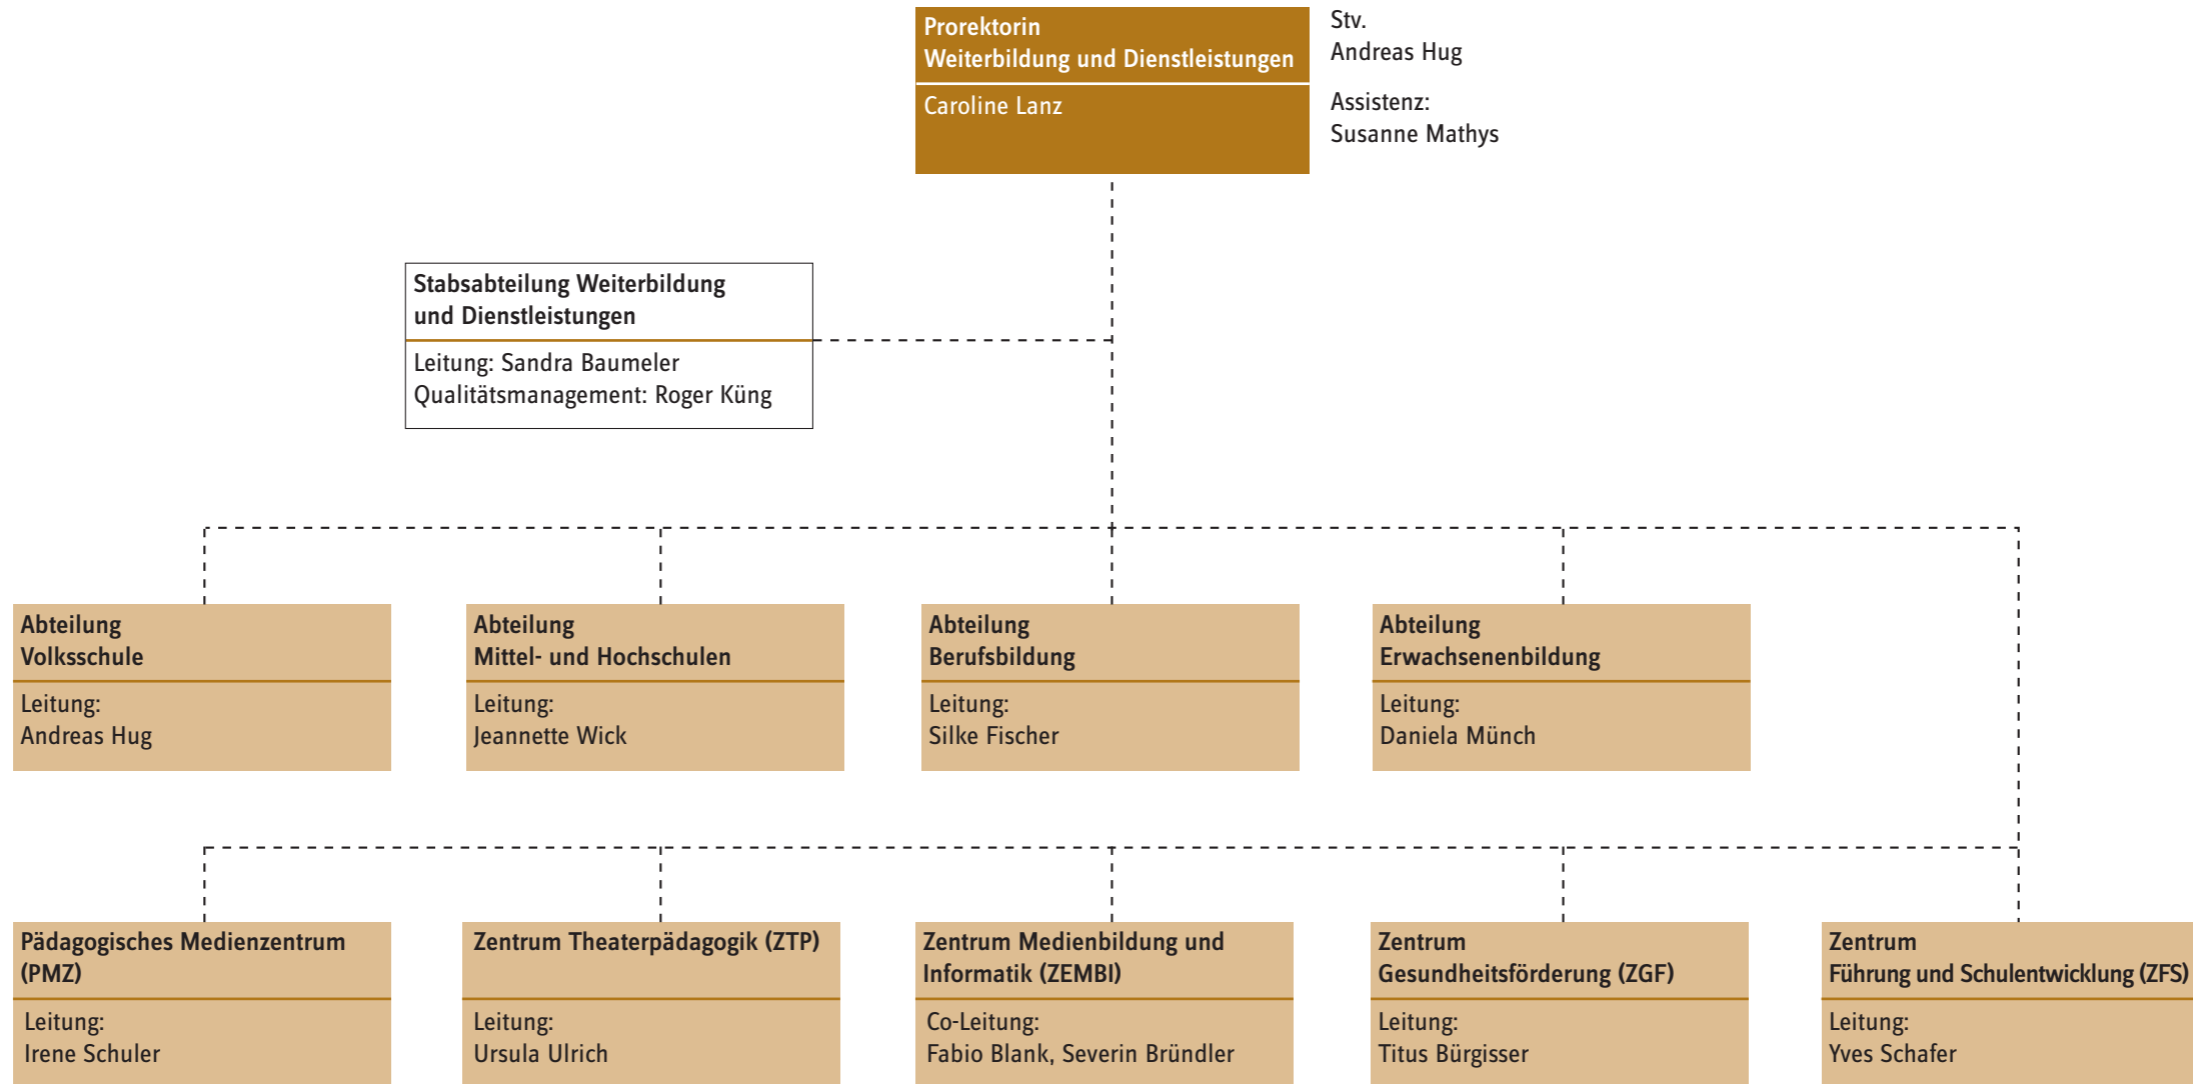 Prorektorin
Weiterbildung und Dienstleistungen
Caroline Lanz
Stv.
Andreas Hug
Assistenz:
Susanne Mathys
Stabsabteilung Weiterbildung
und Dienstleistungen
Leitung: Sandra Baumeler
Qualitätsmanagement: Roger Küng
Abteilung
Volksschule
Leitung:
Andreas Hug
Abteilung
Mittel- und Hochschulen
Leitung:
Jeannette Wick
Abteilung
Berufsbildung
Leitung:
Silke Fischer
Abteilung
Erwachsenenbildung
Leitung:
Daniela Münch
Pädagogisches Medienzentrum
(PMZ)
Leitung:
Irene Schuler
Zentrum Theaterpädagogik (ZTP)
Leitung:
Ursula Ulrich
Zentrum Medienbildung und
Informatik (ZEMBI)
Co-Leitung:
Fabio Blank, Severin Bründler
Zentrum
Gesundheitsförderung (ZGF)
Leitung:
Titus Bürgisser
Zentrum
Führung und Schulentwicklung (ZFS)
Leitung:
Yves Schafer